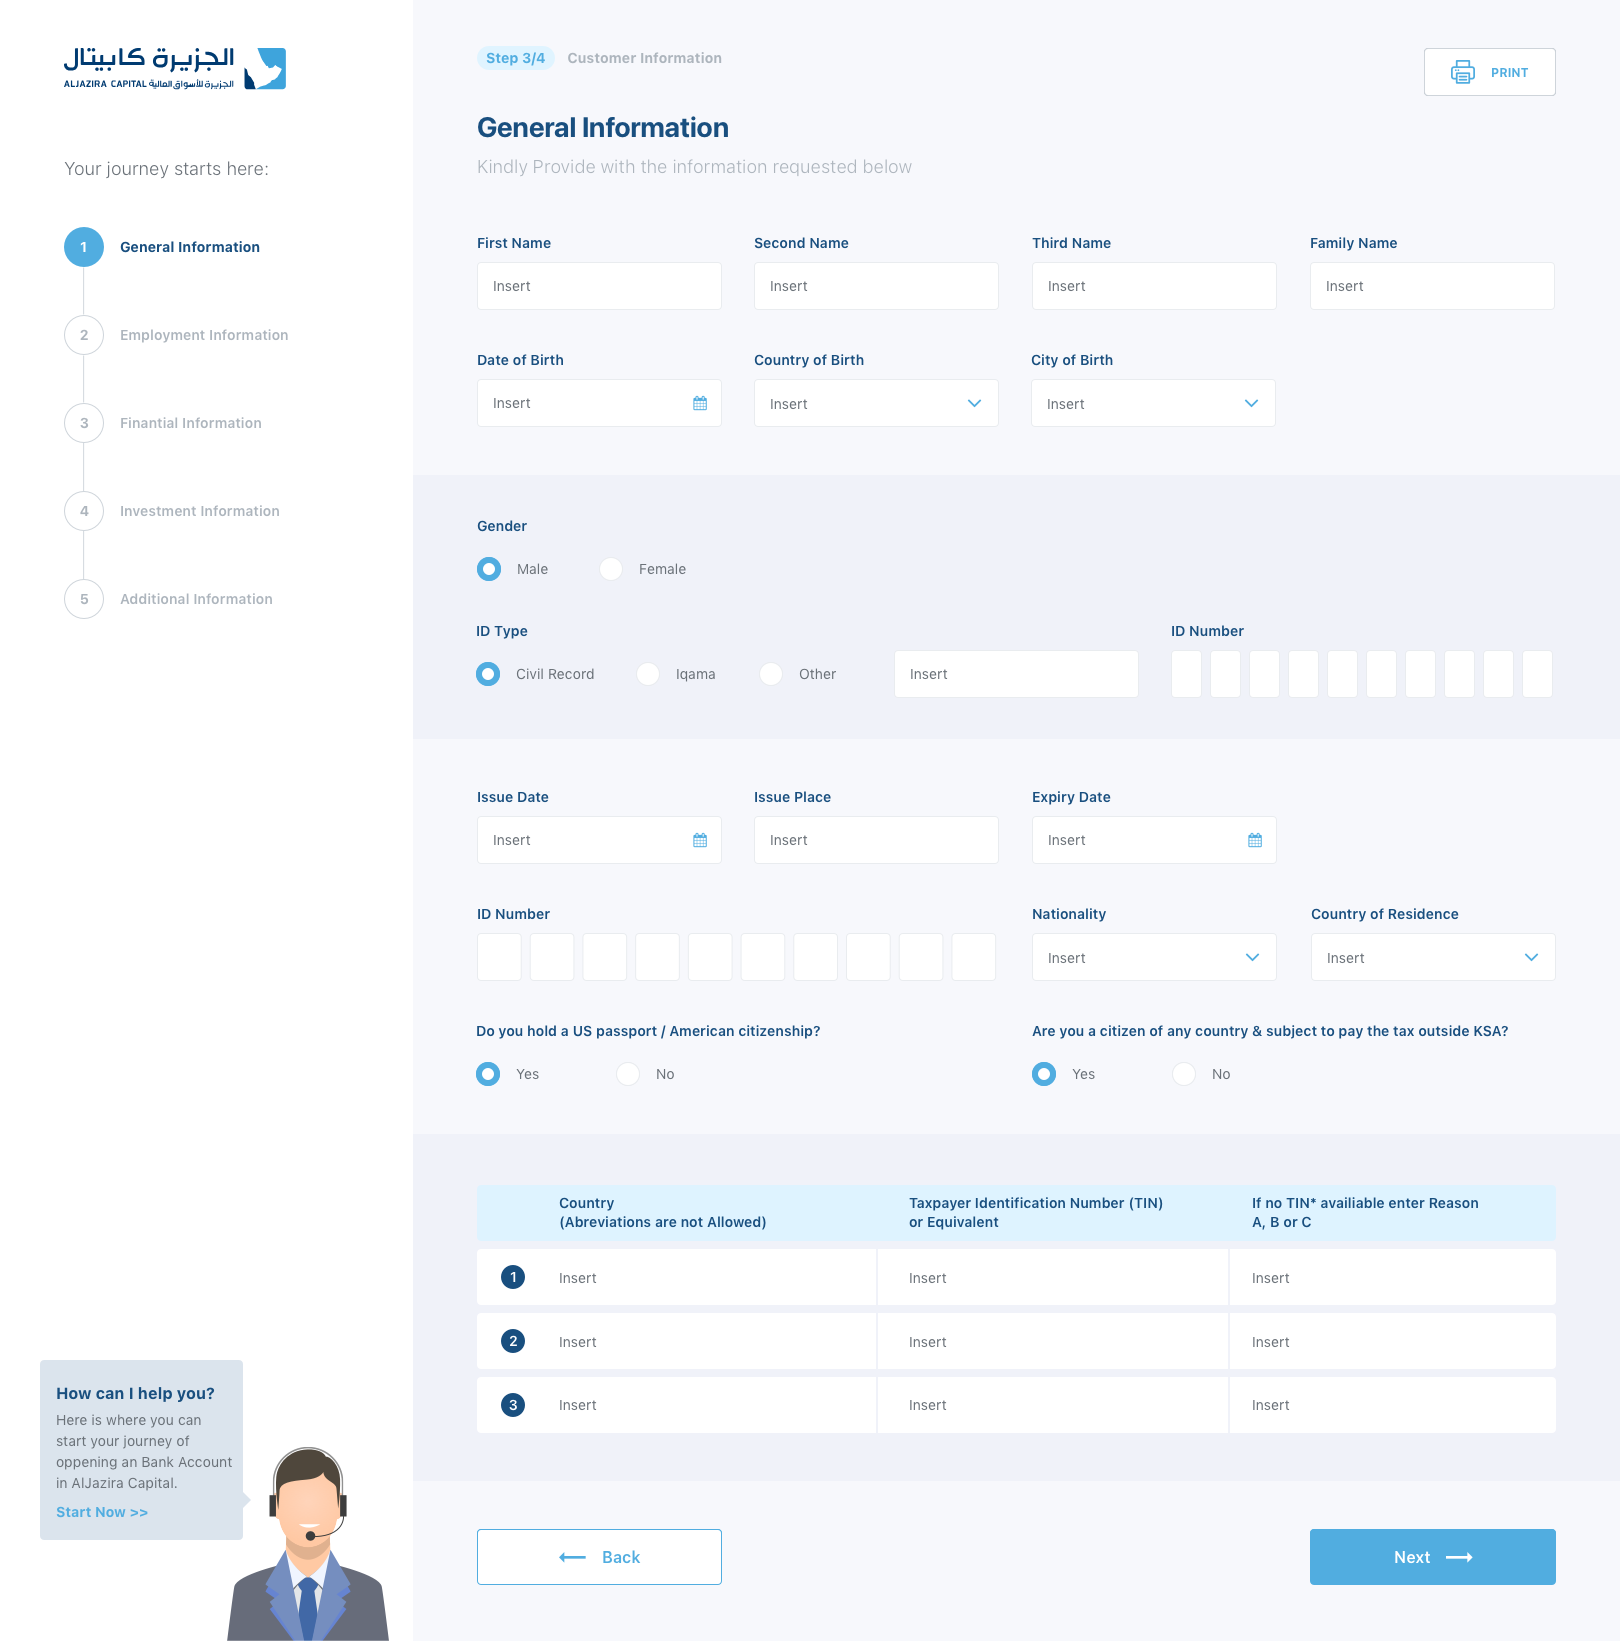 الجزيرة كابيتال
ALJAZIRA CAPITAL الجزيرة للأسواق المالية
Your journey starts here:
1 General Information
2 Employment Information
3 Finantial Information
4 Investment Information
5 Additional Information
How can I help you?
Here is where you can
start your journey of
oppening an Bank Account
in AlJazira Capital.
Start Now >>
Step 3/4 Customer Information
PRINT
General Information
Kindly Provide with the information requested below
First Name Second Name Third Name Family Name
Insert Insert Insert Insert
Date of Birth Country of Birth City of Birth
Insert Insert Insert
Gender
Male Female
ID Type ID Number
Civil Record Iqama Other Insert
Issue Date Issue Place Expiry Date
Insert Insert Insert
ID Number Nationality Country of Residence
Insert Insert
Do you hold a US passport / American citizenship? Are you a citizen of any country & subject to pay the tax outside KSA?
Yes No Yes No
Country Taxpayer Identification Number (TIN) If no TIN* availiable enter Reason
(Abreviations are not Allowed) or Equivalent A, B or C
1 Insert Insert Insert
2 Insert Insert Insert
3 Insert Insert Insert
Back Next